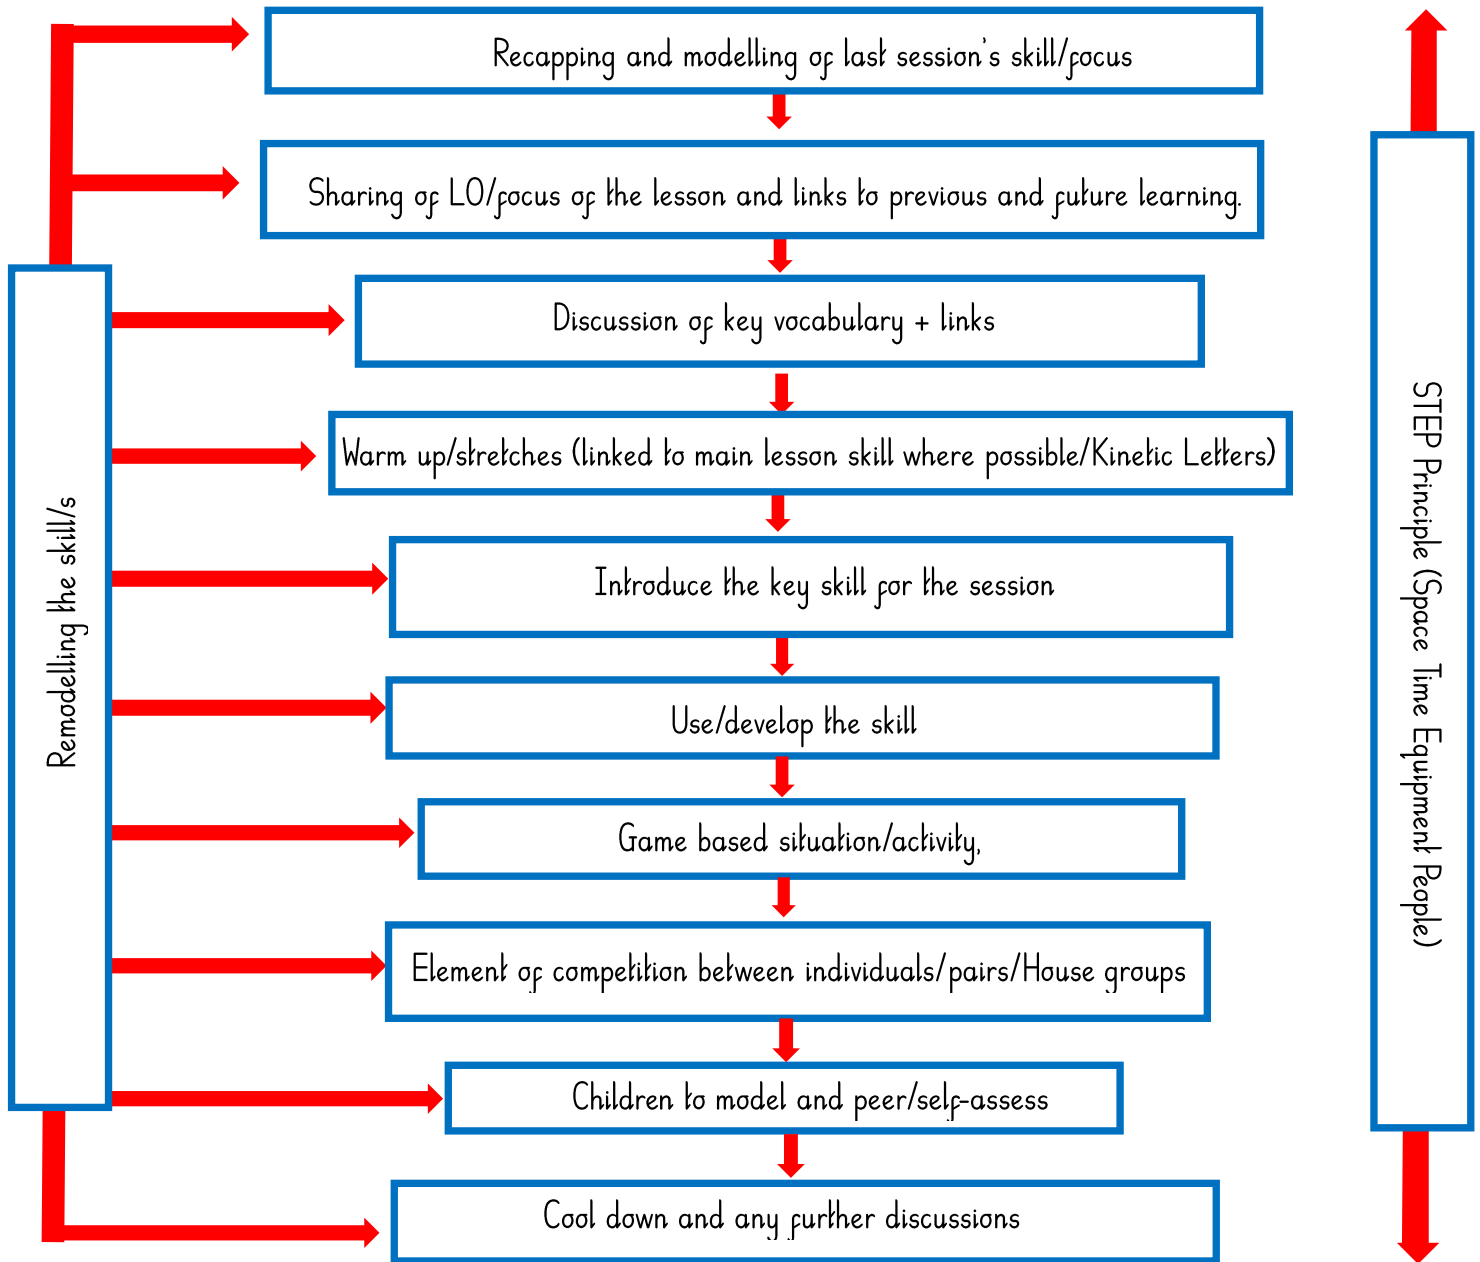 Recapping and modelling of last session's skill/focus
Sharing of LO/focus of the lesson and links to previous and future learning.
Discussion of key vocabulary + links
Warm up/stretches (linked to main lesson skill where possible/Kinetic Letters)
Introduce the key skill for the session
Use/develop the skill
Game based situation/activity,
Element of competition between individuals/pairs/House groups
Children to model and peer/self-assess
Cool down and any further discussions
Remodelling the skill/s
STEP Principle (Space Time Equipment People)